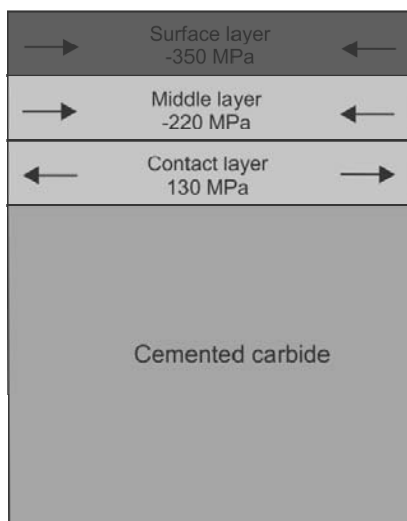 Surface layer
-350 MPa
Middle layer
-220 MPa
Contact layer
130 MPa
Cemented carbide